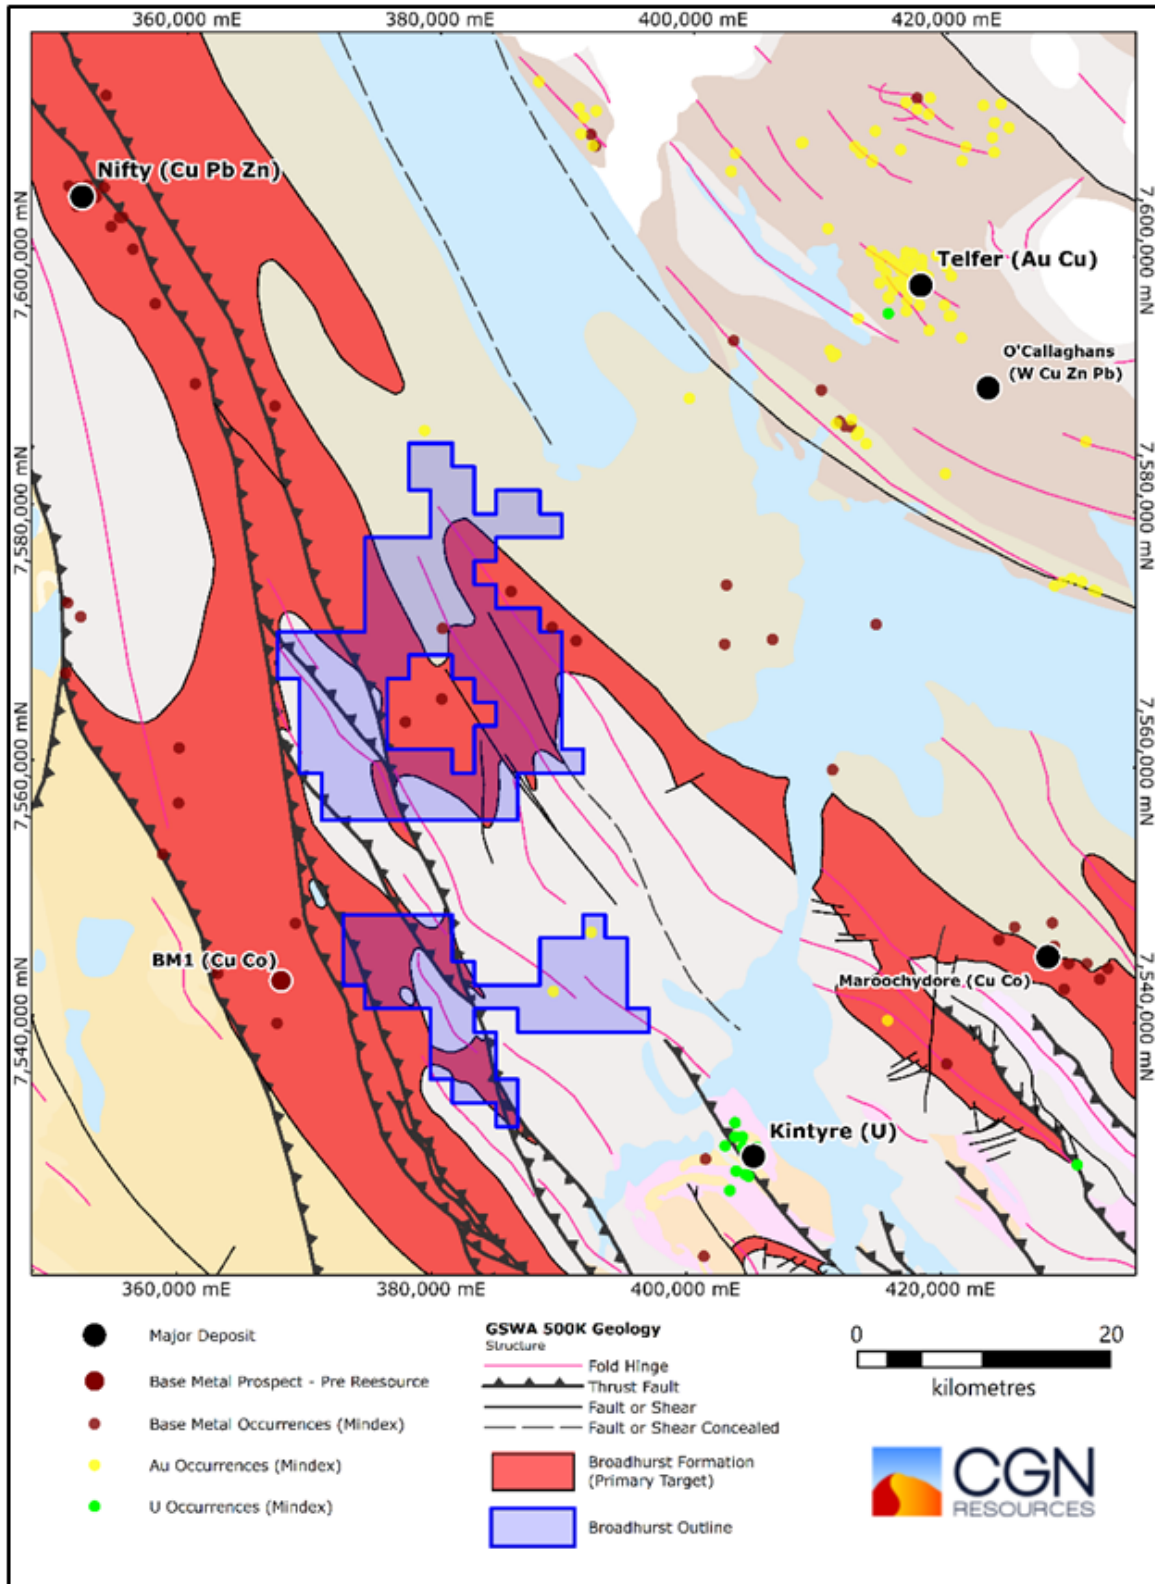 360,000 mE
380,000 mE
400,000 mE
420,000 mE
Nifty (Cu Pb Zn)
7,600,000 mN
7,600,000 mN
Telfer (Au Cu)
O'Callaghans
(W Cu Zn Pb)
7,580,000 mN
7,580,000 mN
7,560,000 mN
7,560,000 mN
BM1 (Cu Co)
Maroochydore (Cu Co)
7,540,000 mN
7,540,000 mN
Kintyre (U)
360,000 mE
380,000 mE
400,000 mE
420,000 mE
Major Deposit
Base Metal Prospect - Pre Reesource
Base Metal Occurrences (Mindex)
Au Occurrences (Mindex)
U Occurrences (Mindex)
GSWA 500K Geology
Structure
Fold Hinge
Thrust Fault
Fault or Shear
Fault or Shear Concealed
Broadhurst Formation
(Primary Target)
Broadhurst Outline
0
20
kilometres
CGN
RESOURCES